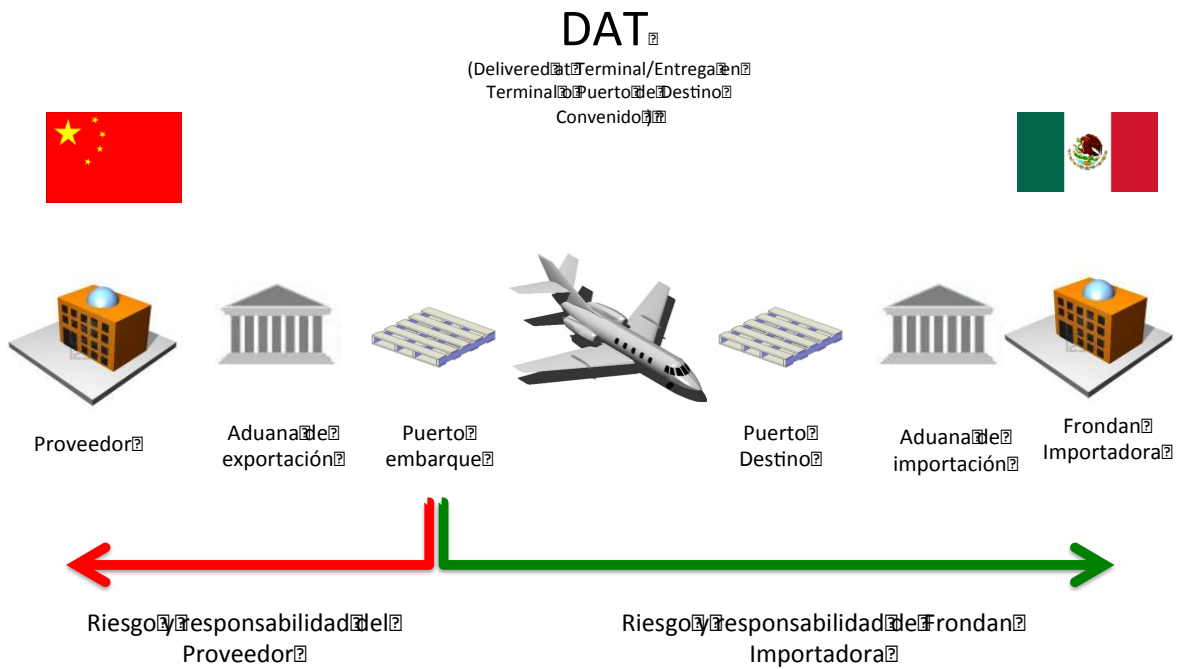 DAT
(Delivered at Terminal/Entrega en
Terminal o Puerto de Destino
Convenido)
Proveedor
Aduana de
exportación
Puerto
embarque
Puerto
Destino
Aduana de
importación
Frondan
Importadora
Riesgo y responsabilidad del
Proveedor
Riesgo y responsabilidad de Frondan
Importadora